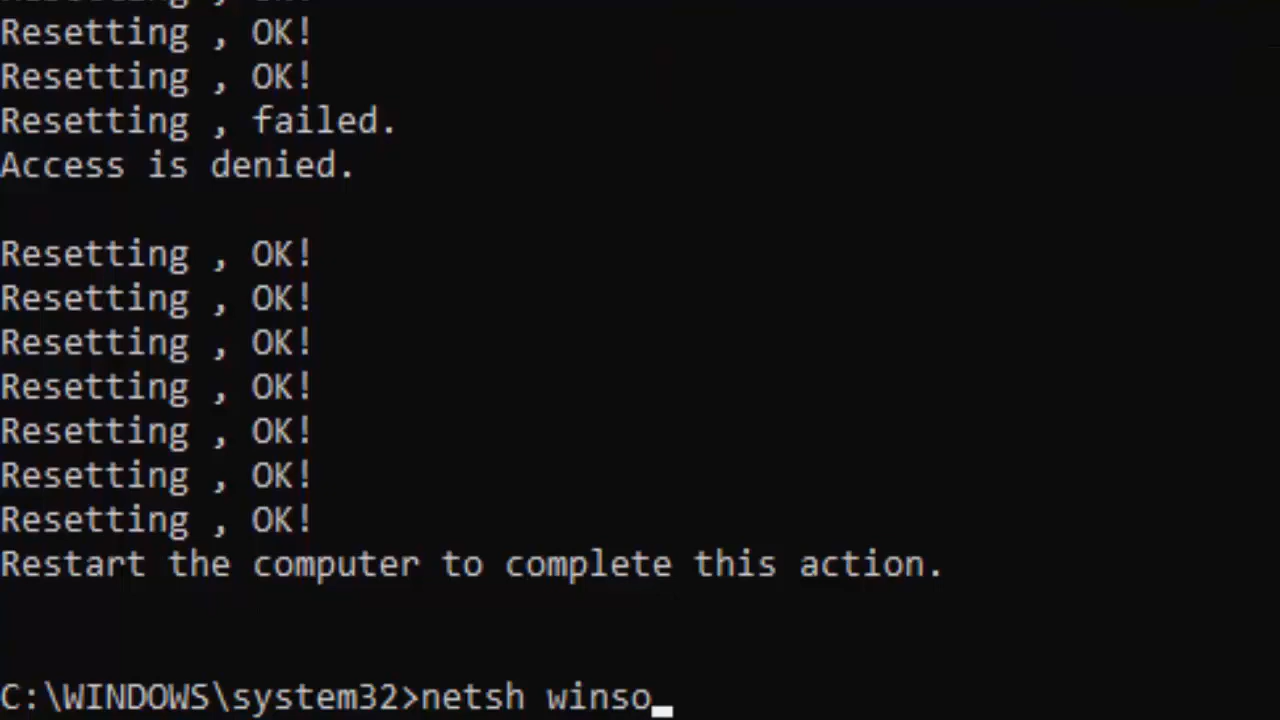 Resetting , OK!
Resetting , OK!
Resetting , failed.
Access is denied.
Resetting , OK!
Resetting , OK!
Resetting , OK!
Resetting , OK!
Resetting , OK!
Resetting , OK!
Resetting , OK!
Restart the computer to complete this action.
C:\WINDOWS\system32>netsh winso